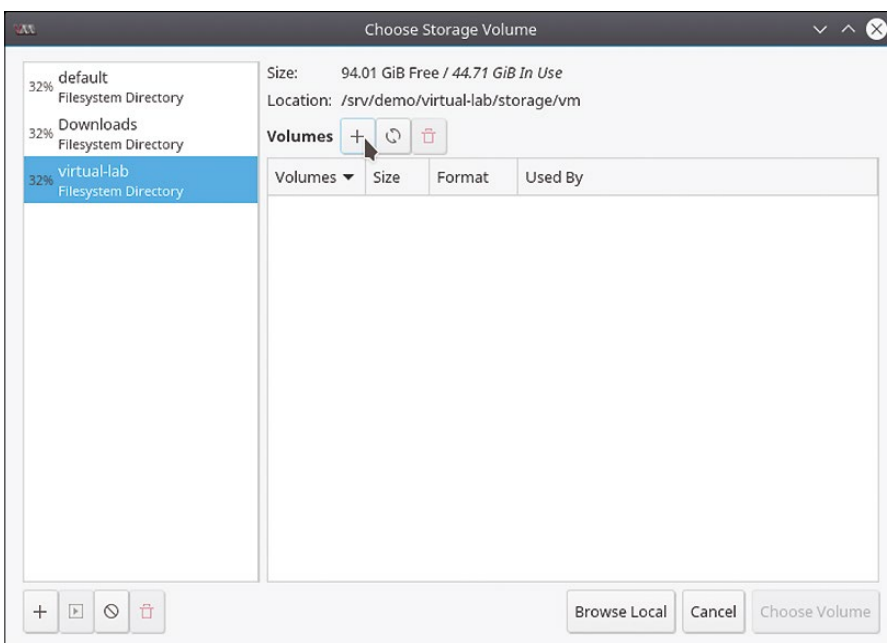 Choose Storage Volume
32% default
Filesystem Directory
32% Downloads
Filesystem Directory
32% virtual-lab
Filesystem Directory
Size: 94.01 GiB Free / 44.71 GiB In Use
Location: /srv/demo/virtual-lab/storage/vm
Volumes
Volumes Size Format Used By
Browse Local Cancel Choose Volume